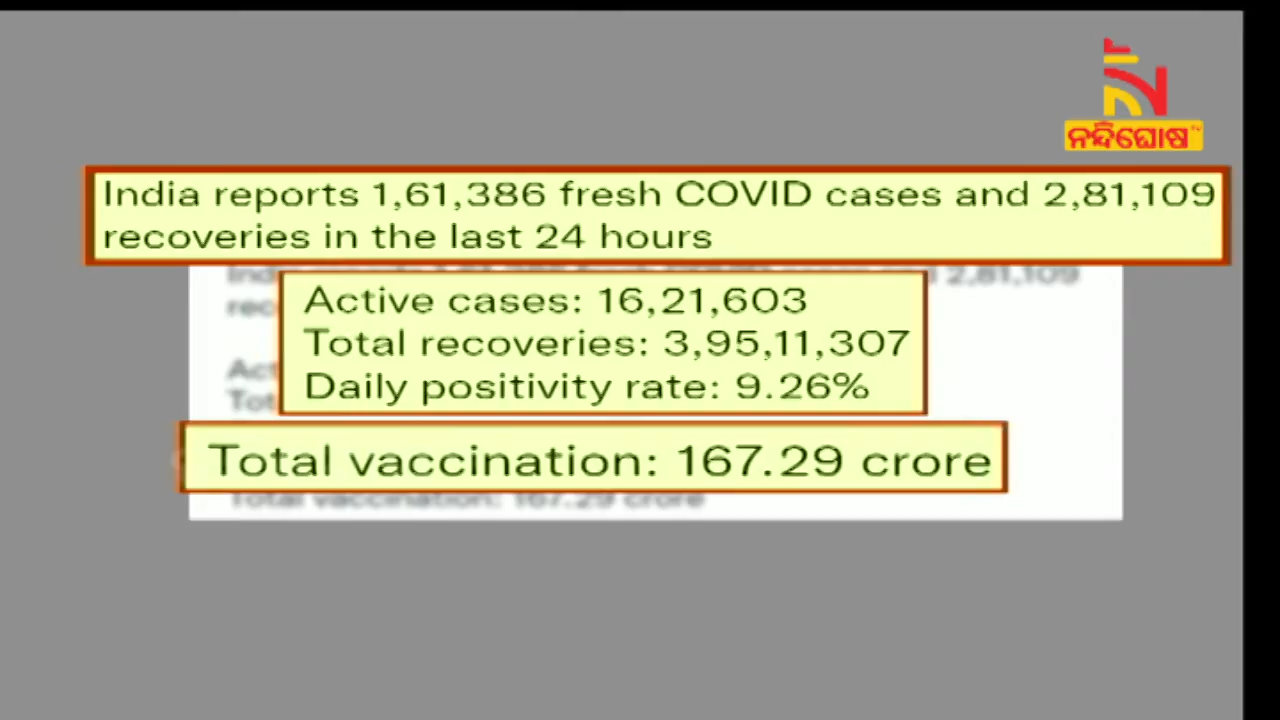 ନନ୍ଦିଘୋଷ
India reports 1,61,386 fresh COVID cases and 2,81,109
recoveries in the last 24 hours
Active cases: 16,21,603
Total recoveries: 3,95,11,307
Daily positivity rate: 9.26%
Total vaccination: 167.29 crore